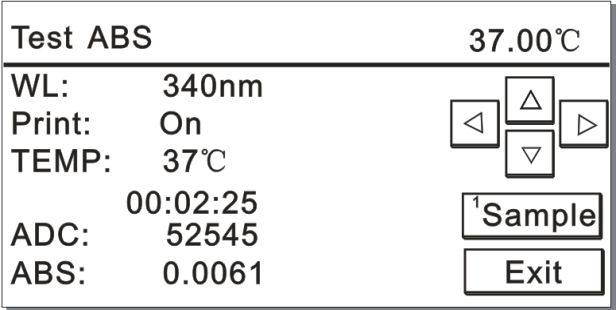 Test ABS 37.00℃
WL: 340nm
Print: On
TEMP: 37℃
00:02:25
ADC: 52545
ABS: 0.0061
1Sample
Exit